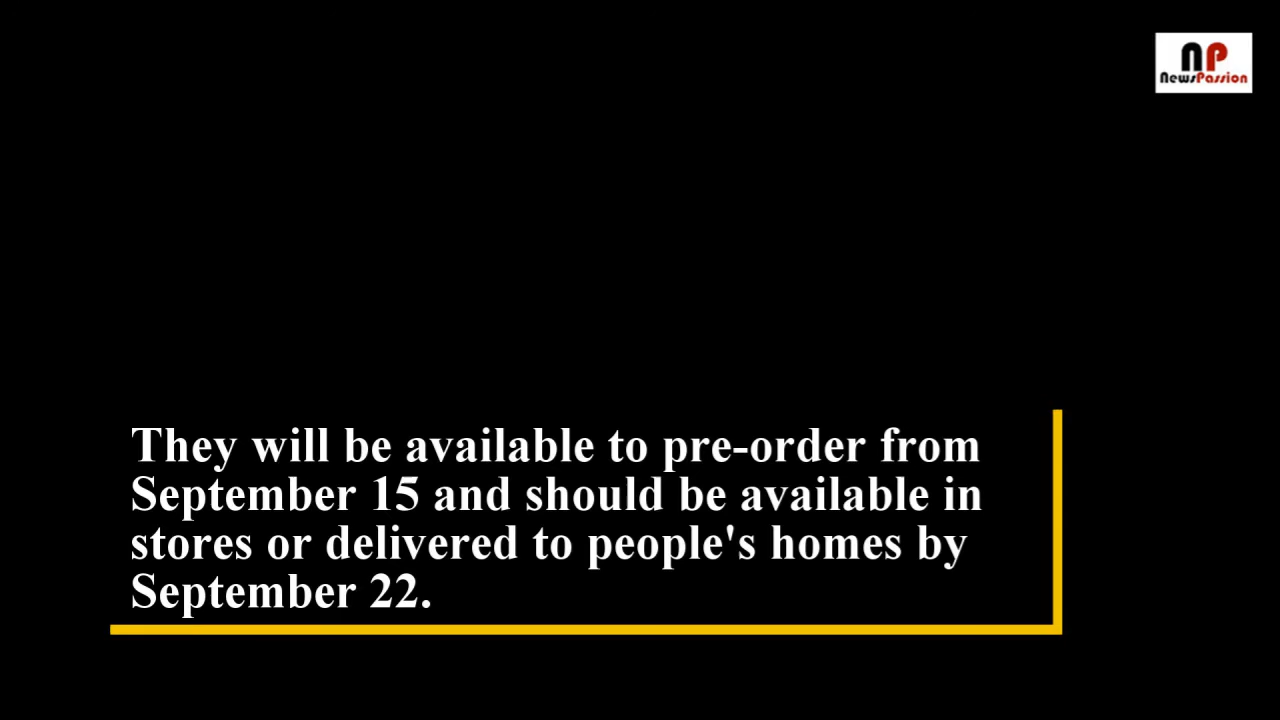 NP
NewsPassion
They will be available to pre-order from
September 15 and should be available in
stores or delivered to people's homes by
September 22.